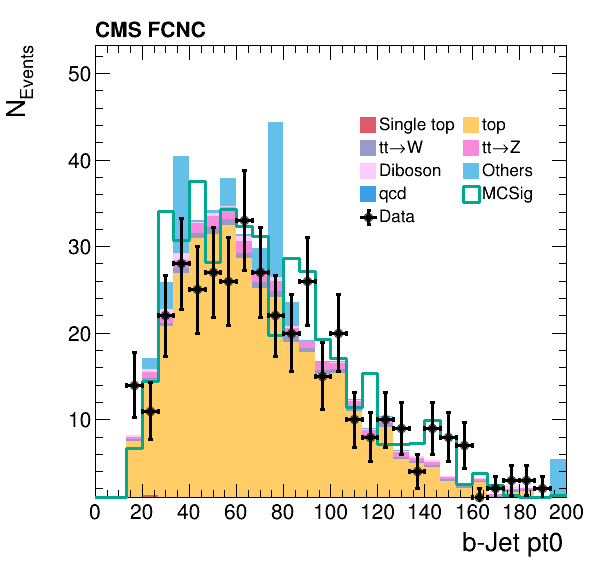 CMS FCNC
N_Events
50
40
30
20
10
Single top
top
tt→W
tt→Z
Diboson
Others
qcd
MCSig
Data
0 20 40 60 80 100 120 140 160 180 200
b-Jet pt0